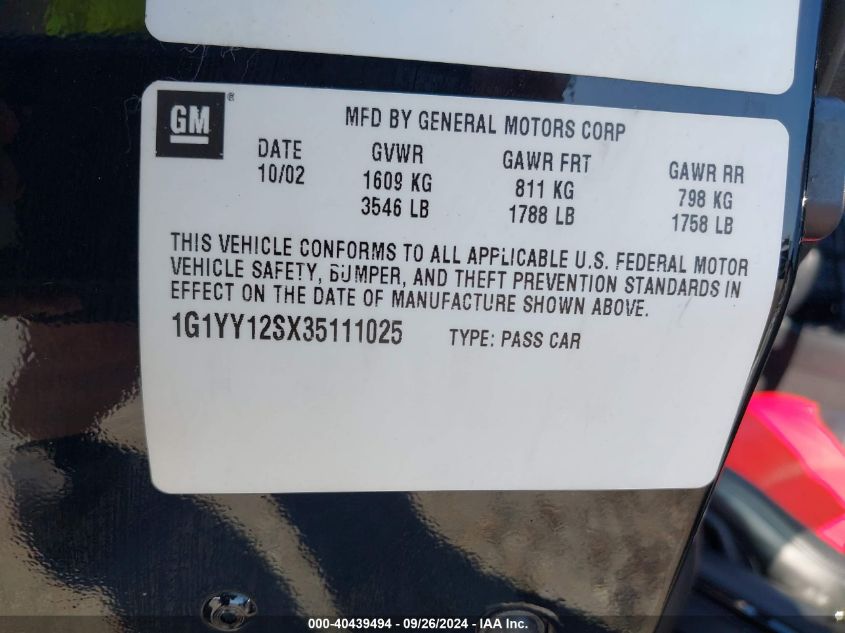 GM ®
MFD BY GENERAL MOTORS CORP
DATE GVWR GAWR FRT GAWR RR
10/02 1609 KG 811 KG 798 KG
3546 LB 1788 LB 1758 LB
THIS VEHICLE CONFORMS TO ALL APPLICABLE U.S. FEDERAL MOTOR
VEHICLE SAFETY, BUMPER, AND THEFT PREVENTION STANDARDS IN
EFFECT ON THE DATE OF MANUFACTURE SHOWN ABOVE.
1G1YY12SX35111025 TYPE: PASS CAR
000-40439494 - 09/26/2024 - IAA Inc.